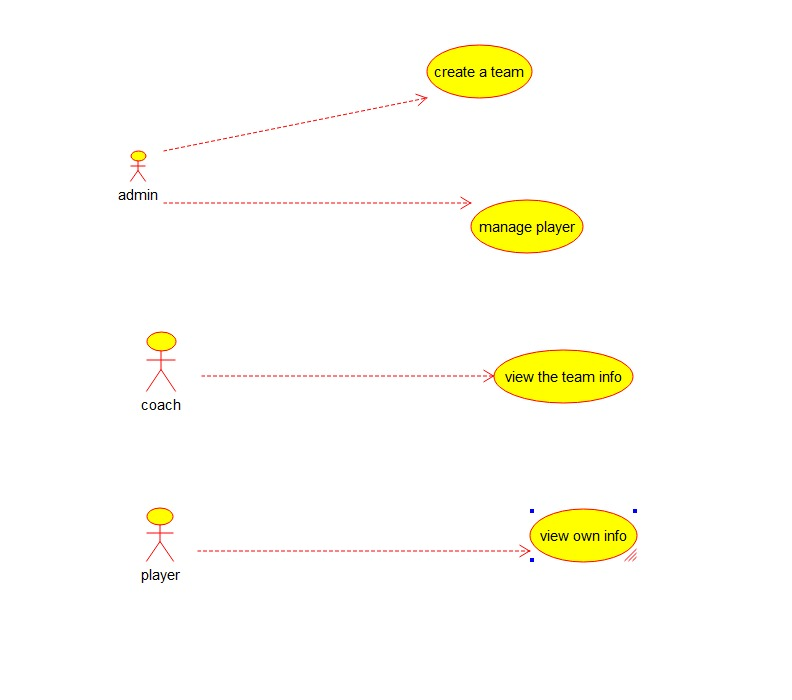 create a team
admin
manage player
coach
view the team info
player
view own info